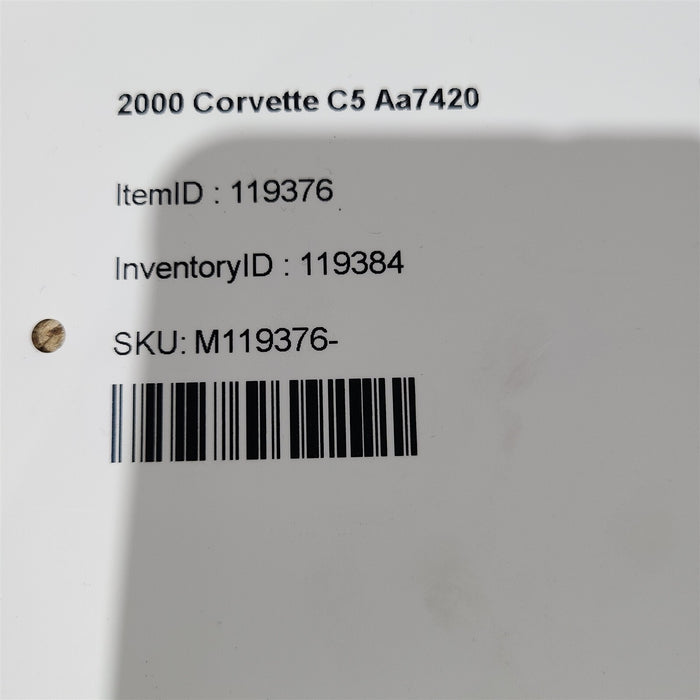 2000 Corvette C5 Aa7420
ItemID : 119376
InventoryID : 119384
SKU: M119376-